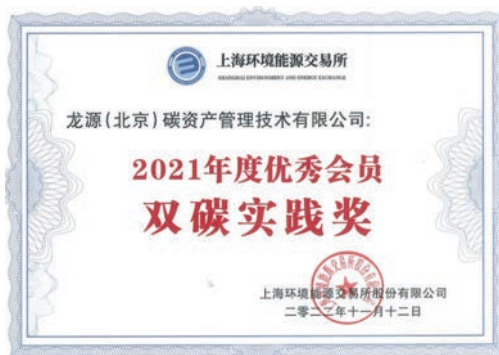 上海环境能源交易所
SHANGHAI ENVIRONMENT AND ENERGY EXCHANGE
龙源（北京）碳资产管理技术有限公司：
2021年度优秀会员
双碳实践奖
上海环境能源交易所股份有限公司
二零二二年十一月十二日